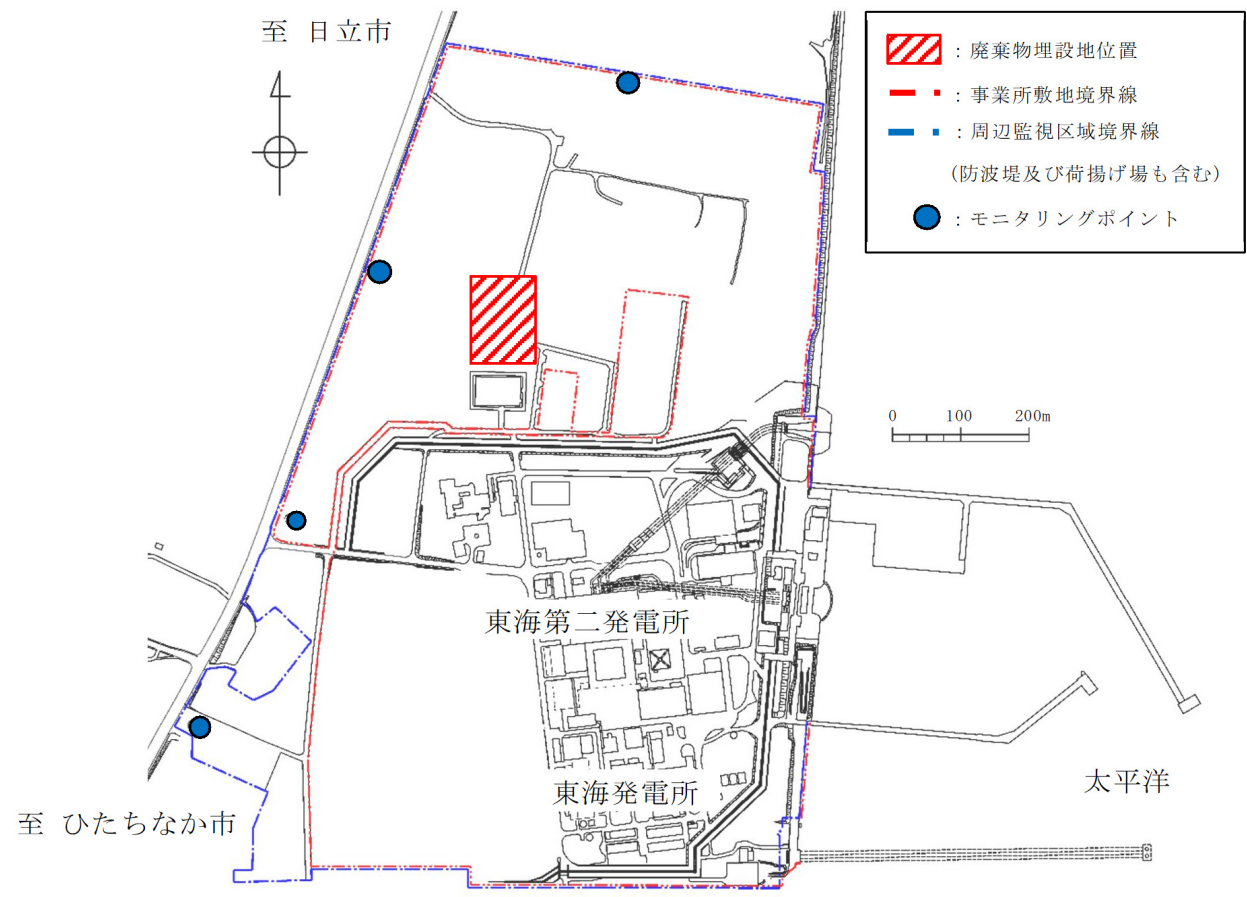 至 日立市
：廃棄物埋設地位置
：事業所敷地境界線
：周辺監視区域境界線
(防波堤及び荷揚げ場も含む)
：モニタリングポイント
0 100 200m
東海第二発電所
東海発電所
太平洋
至 ひたちなか市